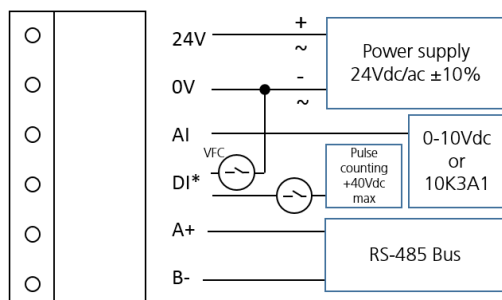 24V
+
~
Power supply
24Vdc/ac ±10%
0V
-
~
AI
0-10Vdc
or
10K3A1
VFC
DI*
Pulse
counting
+40Vdc
max
A+
RS-485 Bus
B-